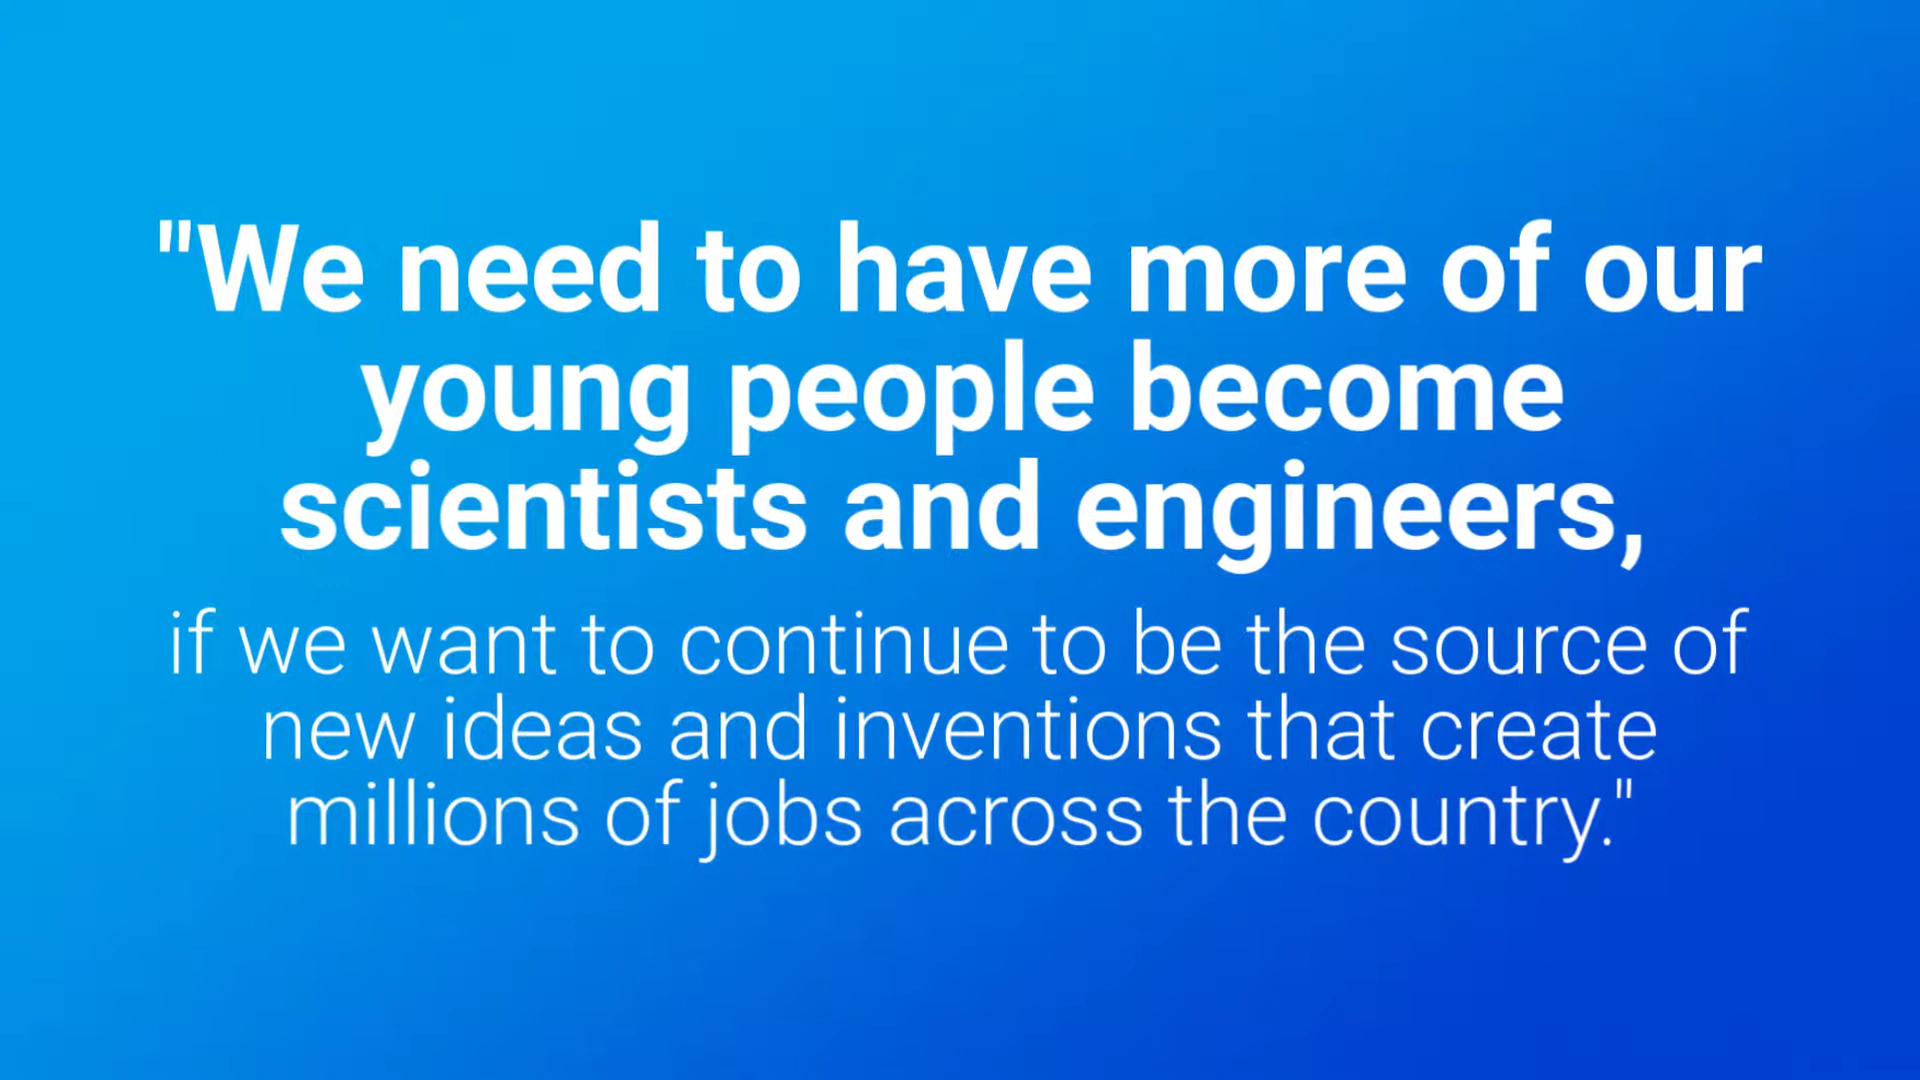 "We need to have more of our
young people become
scientists and engineers,
if we want to continue to be the source of
new ideas and inventions that create
millions of jobs across the country."